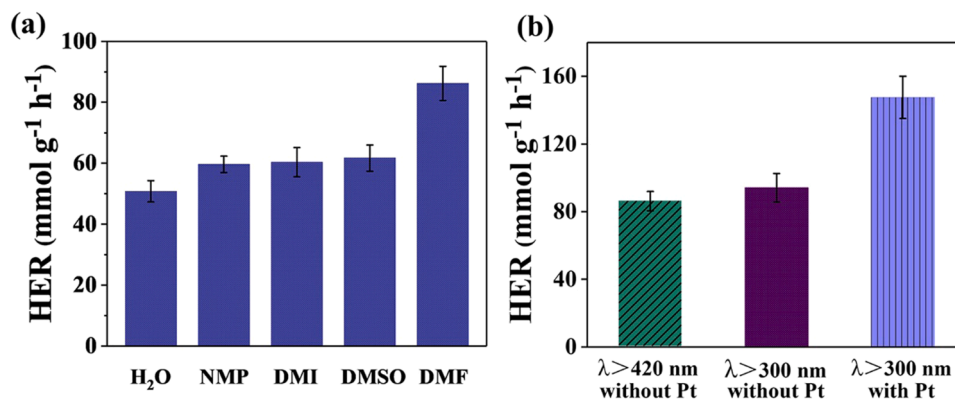 (a)
HER (mmol g⁻¹ h⁻¹)
100
80
60
40
20
0
H₂O NMP DMI DMSO DMF
(b)
HER (mmol g⁻¹ h⁻¹)
160
120
80
40
0
λ>420 nm without Pt
λ>300 nm without Pt
λ>300 nm with Pt